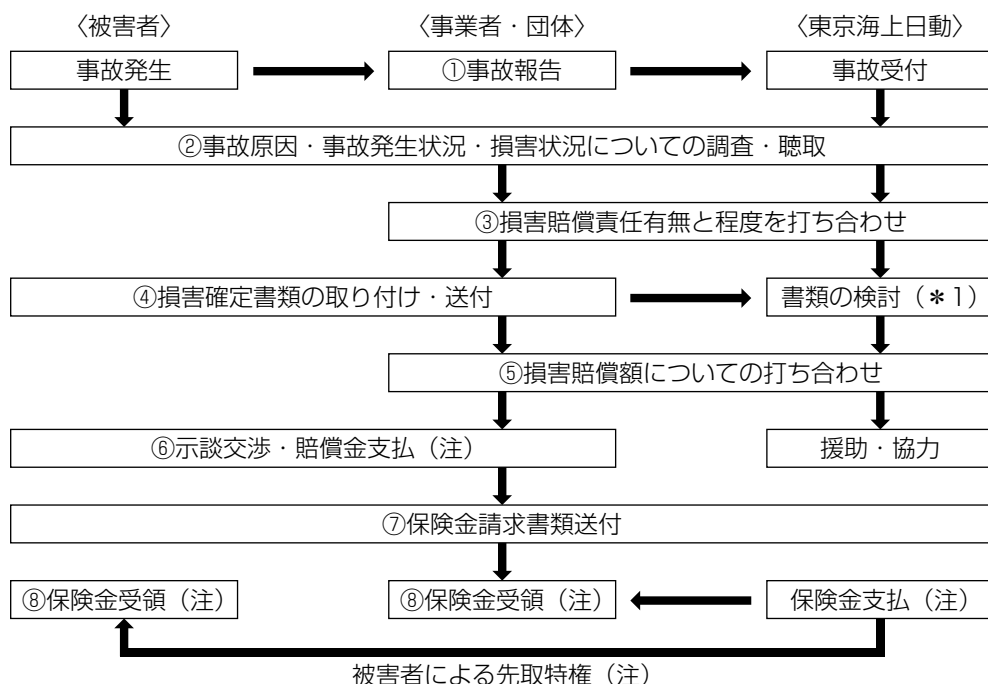 〈被害者〉 〈事業者・団体〉 〈東京海上日動〉
事故発生 ①事故報告 事故受付
②事故原因・事故発生状況・損害状況についての調査・聴取
③損害賠償責任有無と程度を打ち合わせ
④損害確定書類の取り付け・送付 書類の検討（＊1）
⑤損害賠償額についての打ち合わせ
⑥示談交渉・賠償金支払（注） 援助・協力
⑦保険金請求書類送付
⑧保険金受領（注） ⑧保険金受領（注） 保険金支払（注）
被害者による先取特権（注）